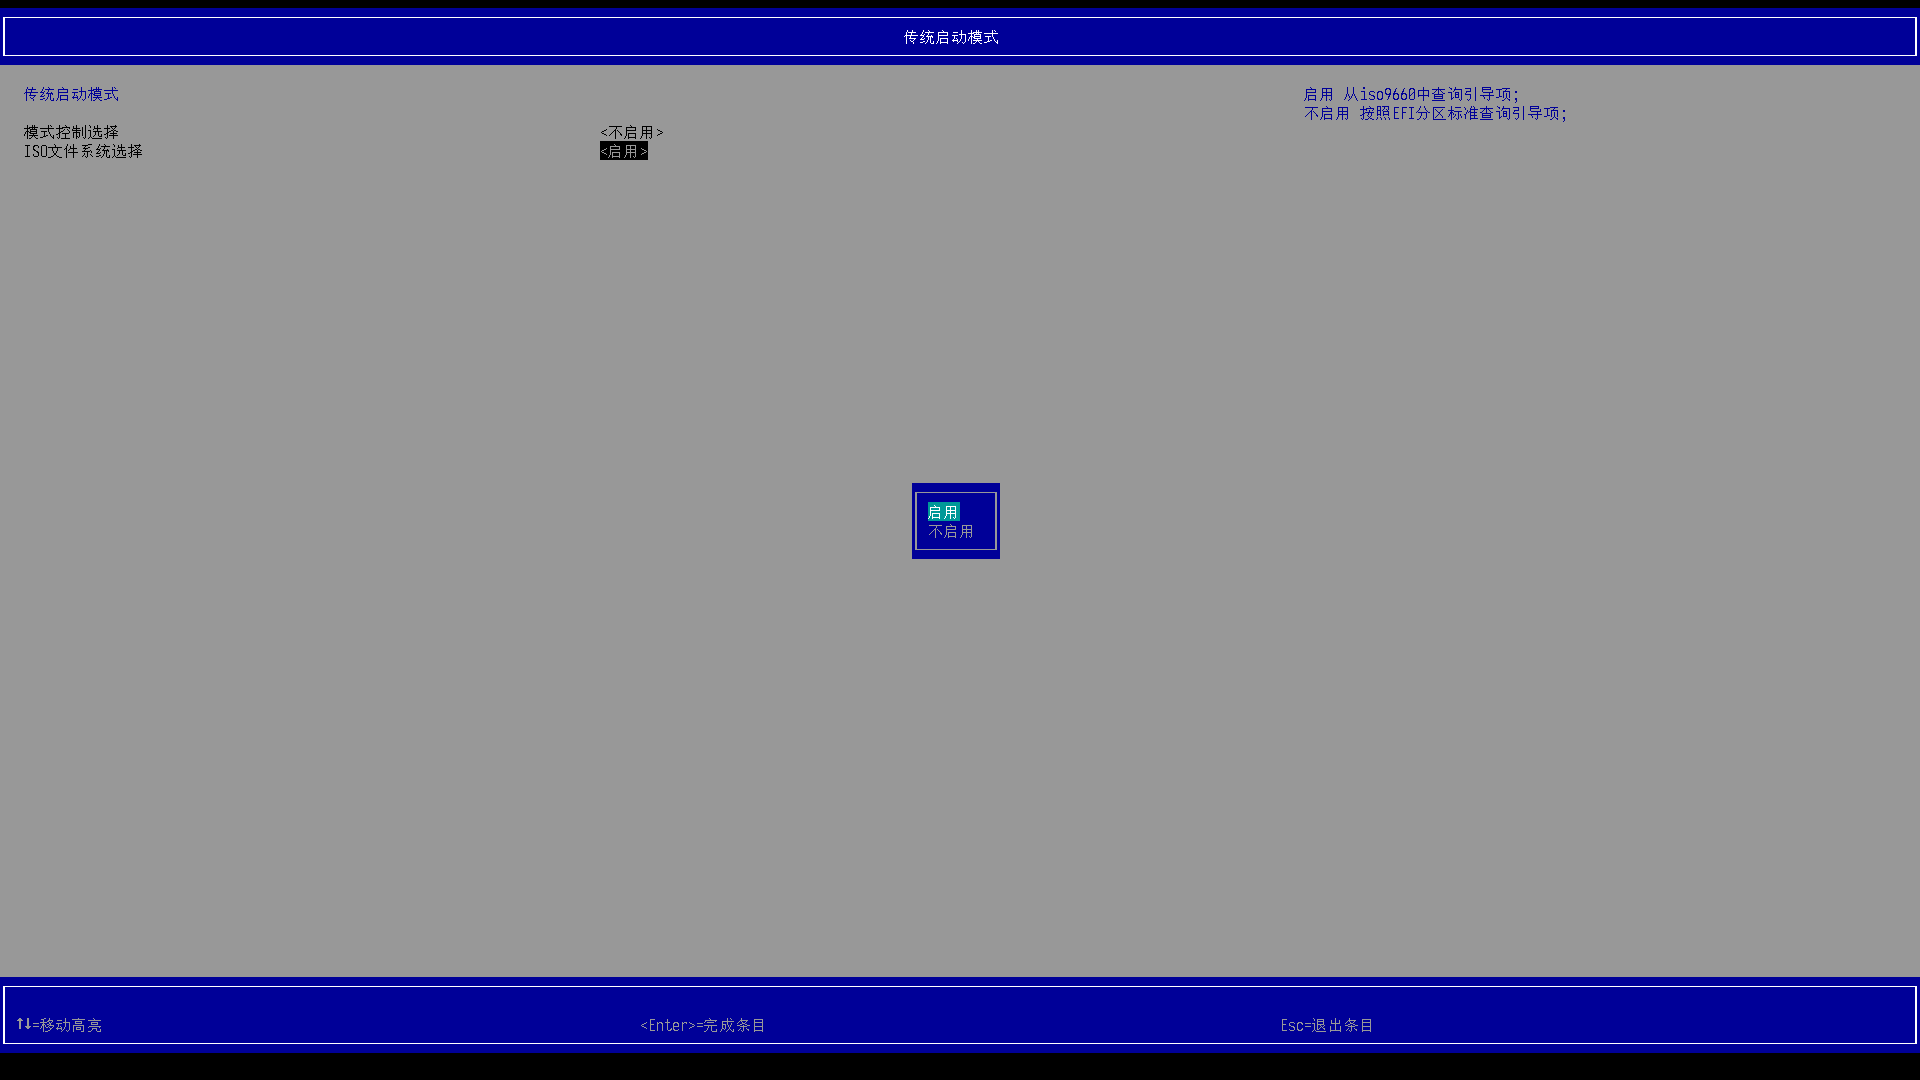 传统启动模式
传统启动模式
启用 从iso9660中查询引导项;
不启用 按照EFI分区标准查询引导项;
模式控制选择 <不启用>
ISO文件系统选择 <启用>
启用
不启用
↑↓=移动高亮 <Enter>=完成条目 Esc=退出条目